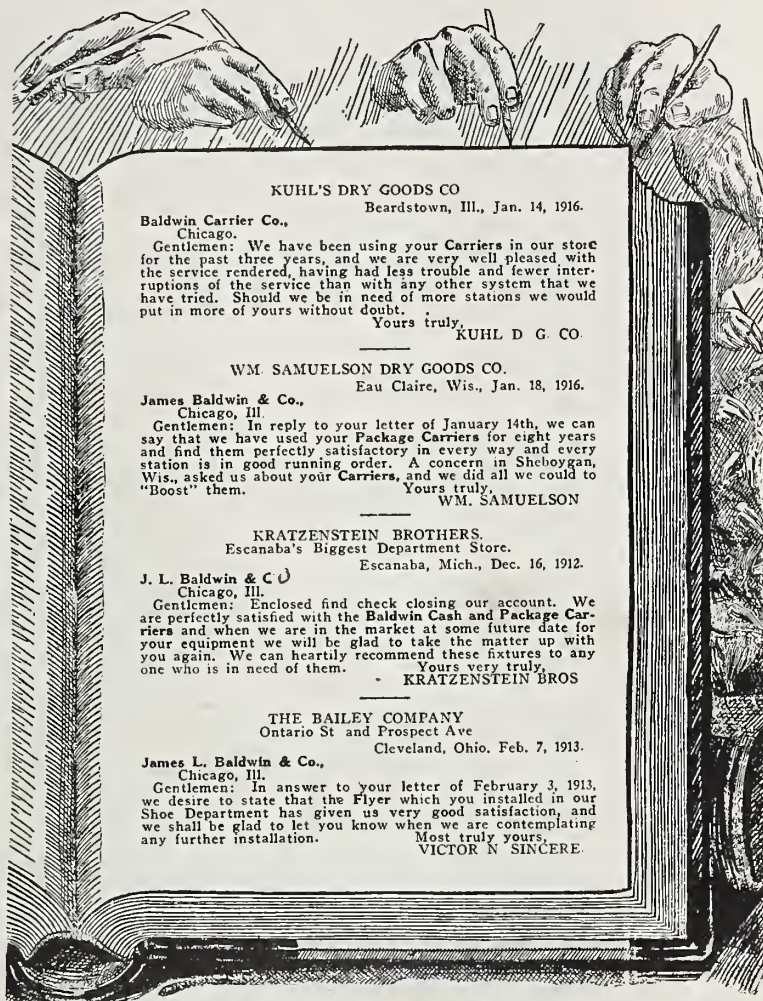 KUHL'S DRY GOODS CO
Beardstown, Ill., Jan. 14, 1916.
Baldwin Carrier Co.,
Chicago.
Gentlemen: We have been using your Carriers in our store
for the past three years, and we are very well pleased with
the service rendered, having had less trouble and fewer inter-
ruptions of the service than with any other system that we
have tried. Should we be in need of more stations we would
put in more of yours without doubt.
Yours truly,
KUHL D G. CO.
WM. SAMUELSON DRY GOODS CO.
Eau Claire, Wis., Jan. 18, 1916.
James Baldwin & Co.,
Chicago, Ill.
Gentlemen: In reply to your letter of January 14th, we can
say that we have used your Package Carriers for eight years
and find them perfectly satisfactory in every way and every
station is in good running order. A concern in Sheboygan,
Wis., asked us about your Carriers, and we did all we could to
"Boost" them. Yours truly,
WM. SAMUELSON
KRATZENSTEIN BROTHERS.
Escanaba's Biggest Department Store.
Escanaba, Mich., Dec. 16, 1912.
J. L. Baldwin & CO
Chicago, Ill.
Gentlemen: Enclosed find check closing our account. We
are perfectly satisfied with the Baldwin Cash and Package Car-
riers and when we are in the market at some future date for
your equipment we will be glad to take the matter up with
you again. We can heartily recommend these fixtures to any
one who is in need of them. Yours very truly,
KRATZENSTEIN BROS
THE BAILEY COMPANY
Ontario St and Prospect Ave
Cleveland, Ohio. Feb. 7, 1913.
James L. Baldwin & Co.,
Chicago, Ill.
Gentlemen: In answer to your letter of February 3, 1913,
we desire to state that the Flyer which you installed in our
Shoe Department has given us very good satisfaction, and
we shall be glad to let you know when we are contemplating
any further installation. Most truly yours,
VICTOR N SINCERE.